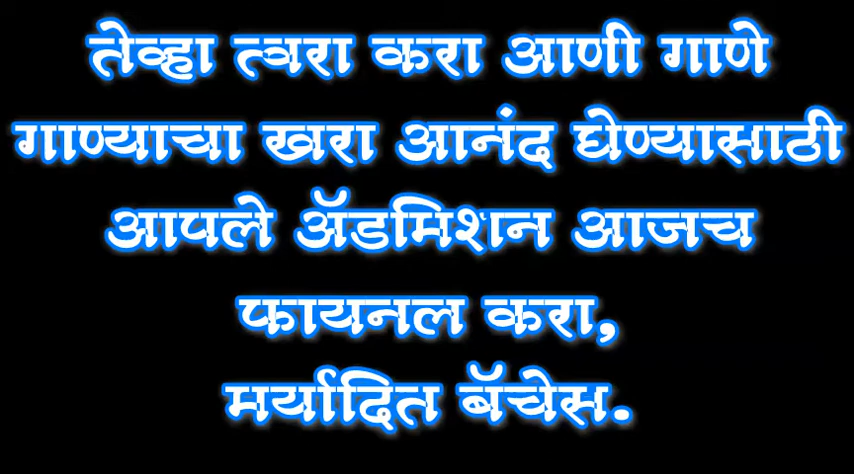 तेव्हा त्वरा करा आणी गाणे
गाण्याचा खरा आनंद घेण्यासाठी
आपले ॲडमिशन आजच
फायनल करा,
मर्यादित बॅचेस.